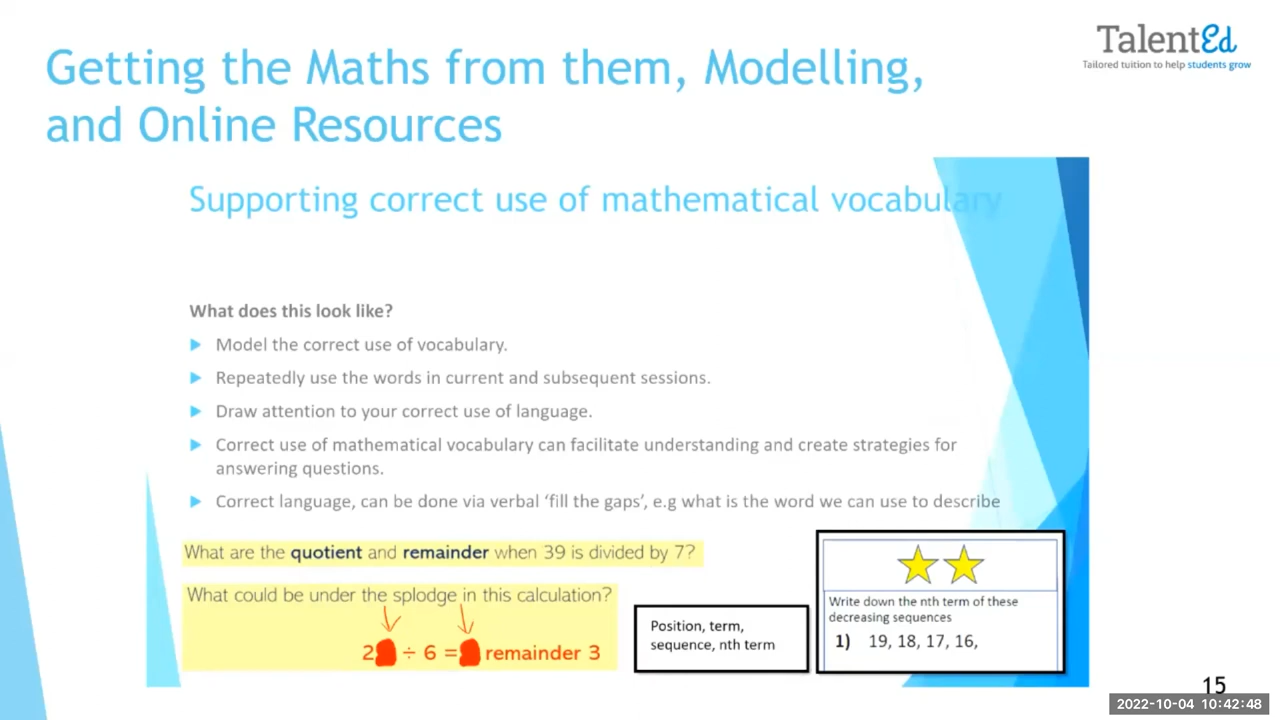 Getting the Maths from them, Modelling,
and Online Resources
TalentEd
Tailored tuition to help students grow
Supporting correct use of mathematical vocabulary
What does this look like?
Model the correct use of vocabulary.
Repeatedly use the words in current and subsequent sessions.
Draw attention to your correct use of language.
Correct use of mathematical vocabulary can facilitate understanding and create strategies for
answering questions.
Correct language, can be done via verbal ‘fill the gaps’, e.g what is the word we can use to describe
What are the quotient and remainder when 39 is divided by 7?
What could be under the splodge in this calculation?
2 ÷ 6 = remainder 3
Position, term,
sequence, nth term
Write down the nth term of these
decreasing sequences
1) 19, 18, 17, 16,
15
2022-10-04 10:42:48